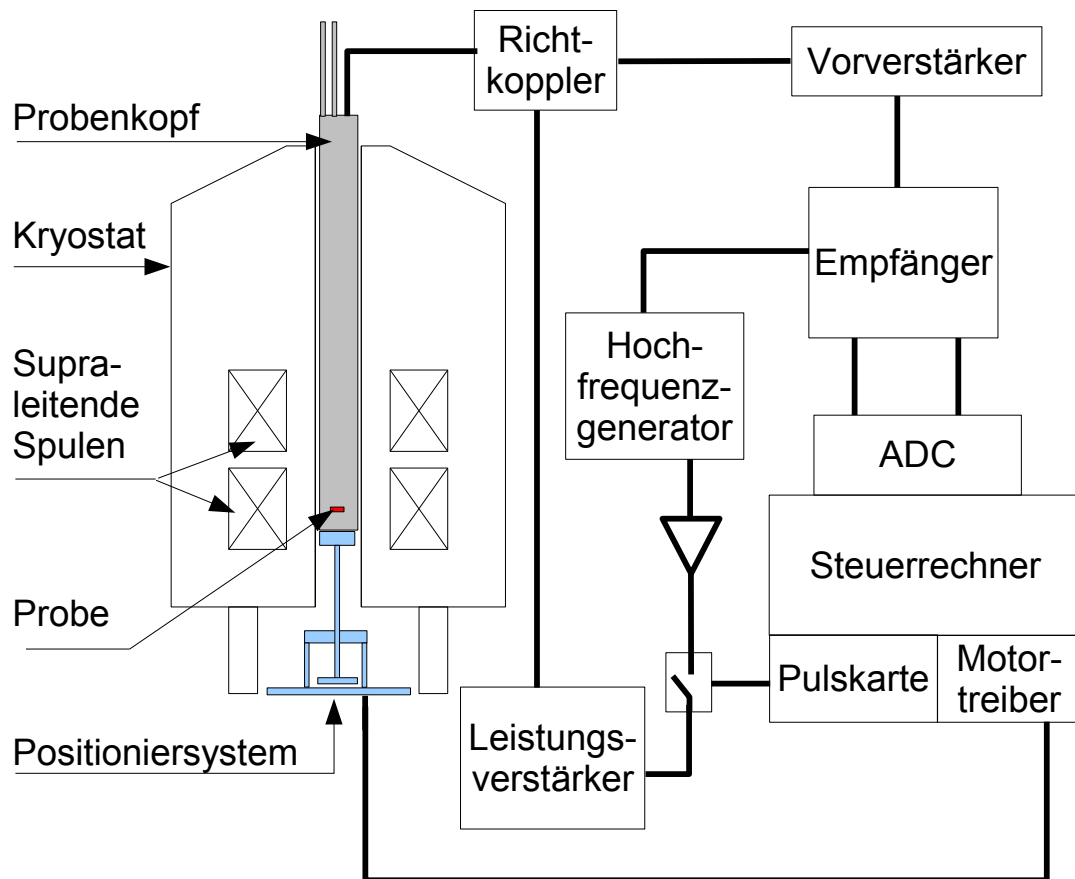 Richt-
koppler
Vorverstärker
Probenkopf
Kryostat
Empfänger
Hoch-
frequenz-
generator
Supra-
leitende
Spulen
ADC
Steuerrechner
Probe
Pulskarte
Motor-
treiber
Leistungs-
verstärker
Positioniersystem